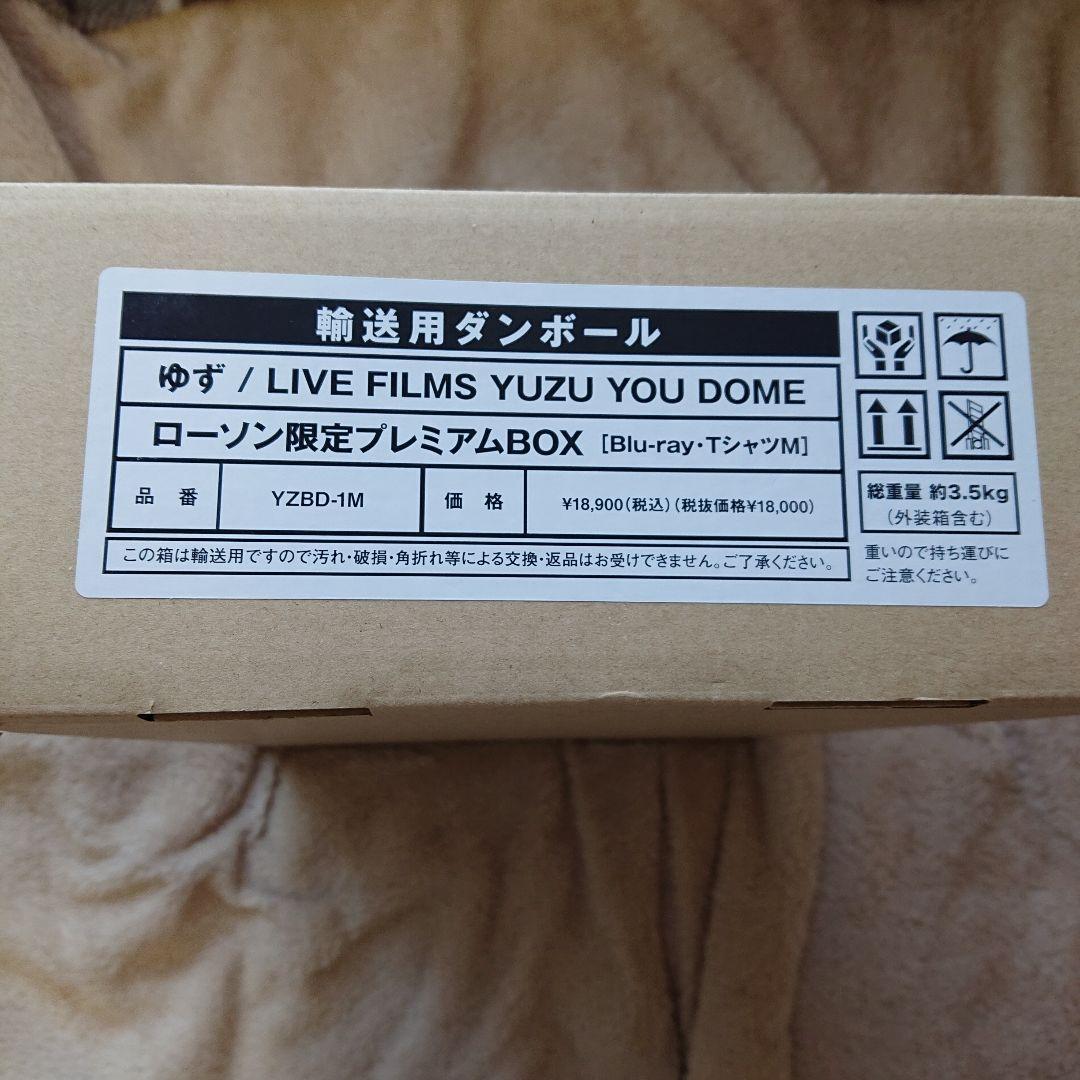 輸送用ダンボール
ゆず / LIVE FILMS YUZU YOU DOME
ローソン限定プレミアムBOX [Blu-ray・TシャツM]
品番 YZBD-1M 価格 ¥18,900(税込)(税抜価格¥18,000)
この箱は輸送用ですので汚れ・破損・角折れ等による交換・返品はお受けできません。ご了承ください。
総重量 約3.5kg
(外装箱含む)
重いので持ち運びに
ご注意ください。